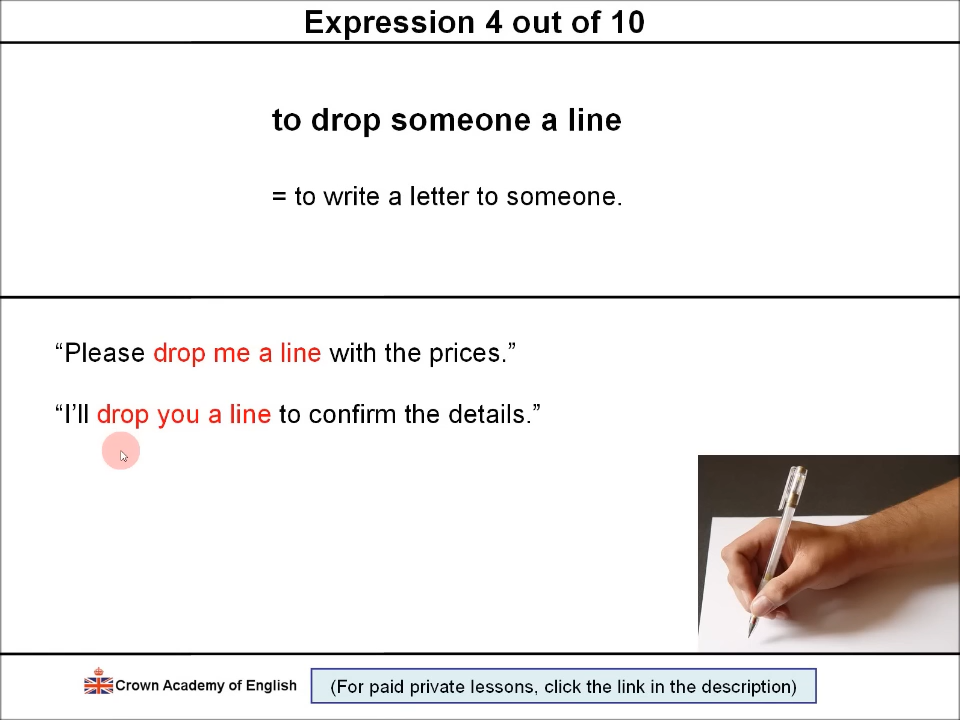 Expression 4 out of 10
to drop someone a line
= to write a letter to someone.
“Please drop me a line with the prices.”
“I’ll drop you a line to confirm the details.”
Crown Academy of English
(For paid private lessons, click the link in the description)